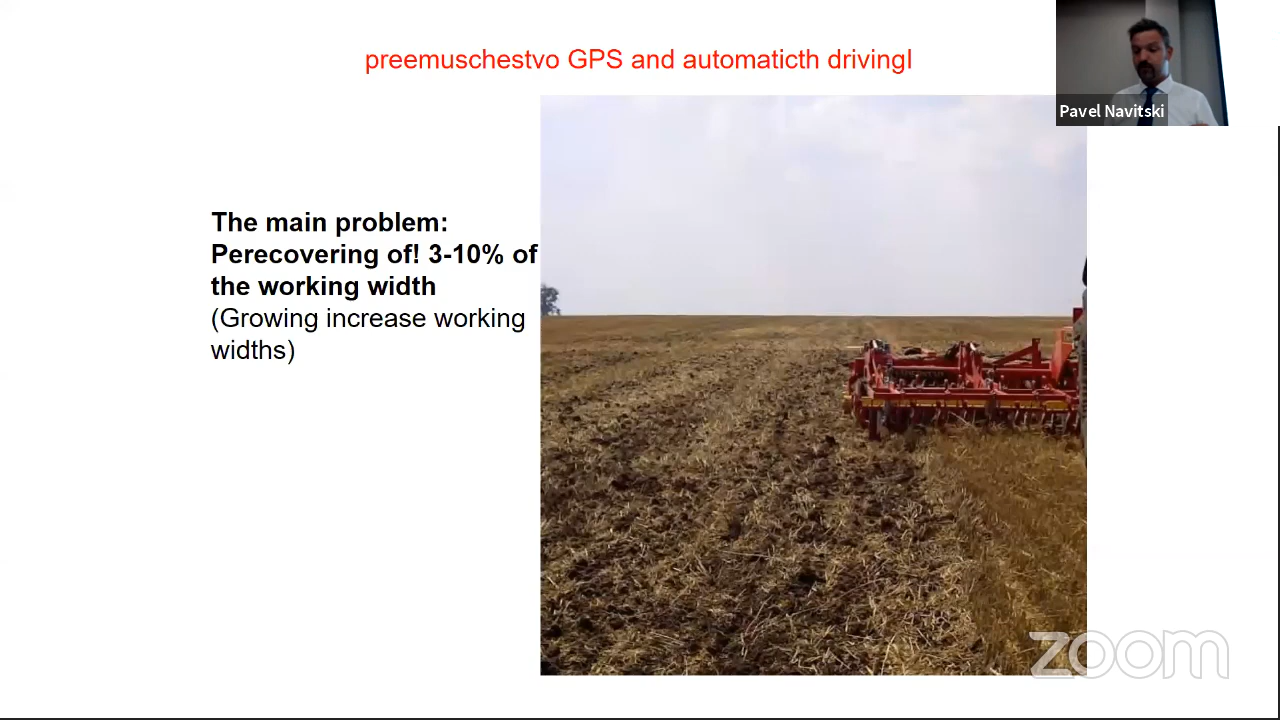 preemuschestvo GPS and automaticth drivingI
Pavel Navitski
The main problem:
Perecovering of! 3-10% of
the working width
(Growing increase working
widths)
zoom